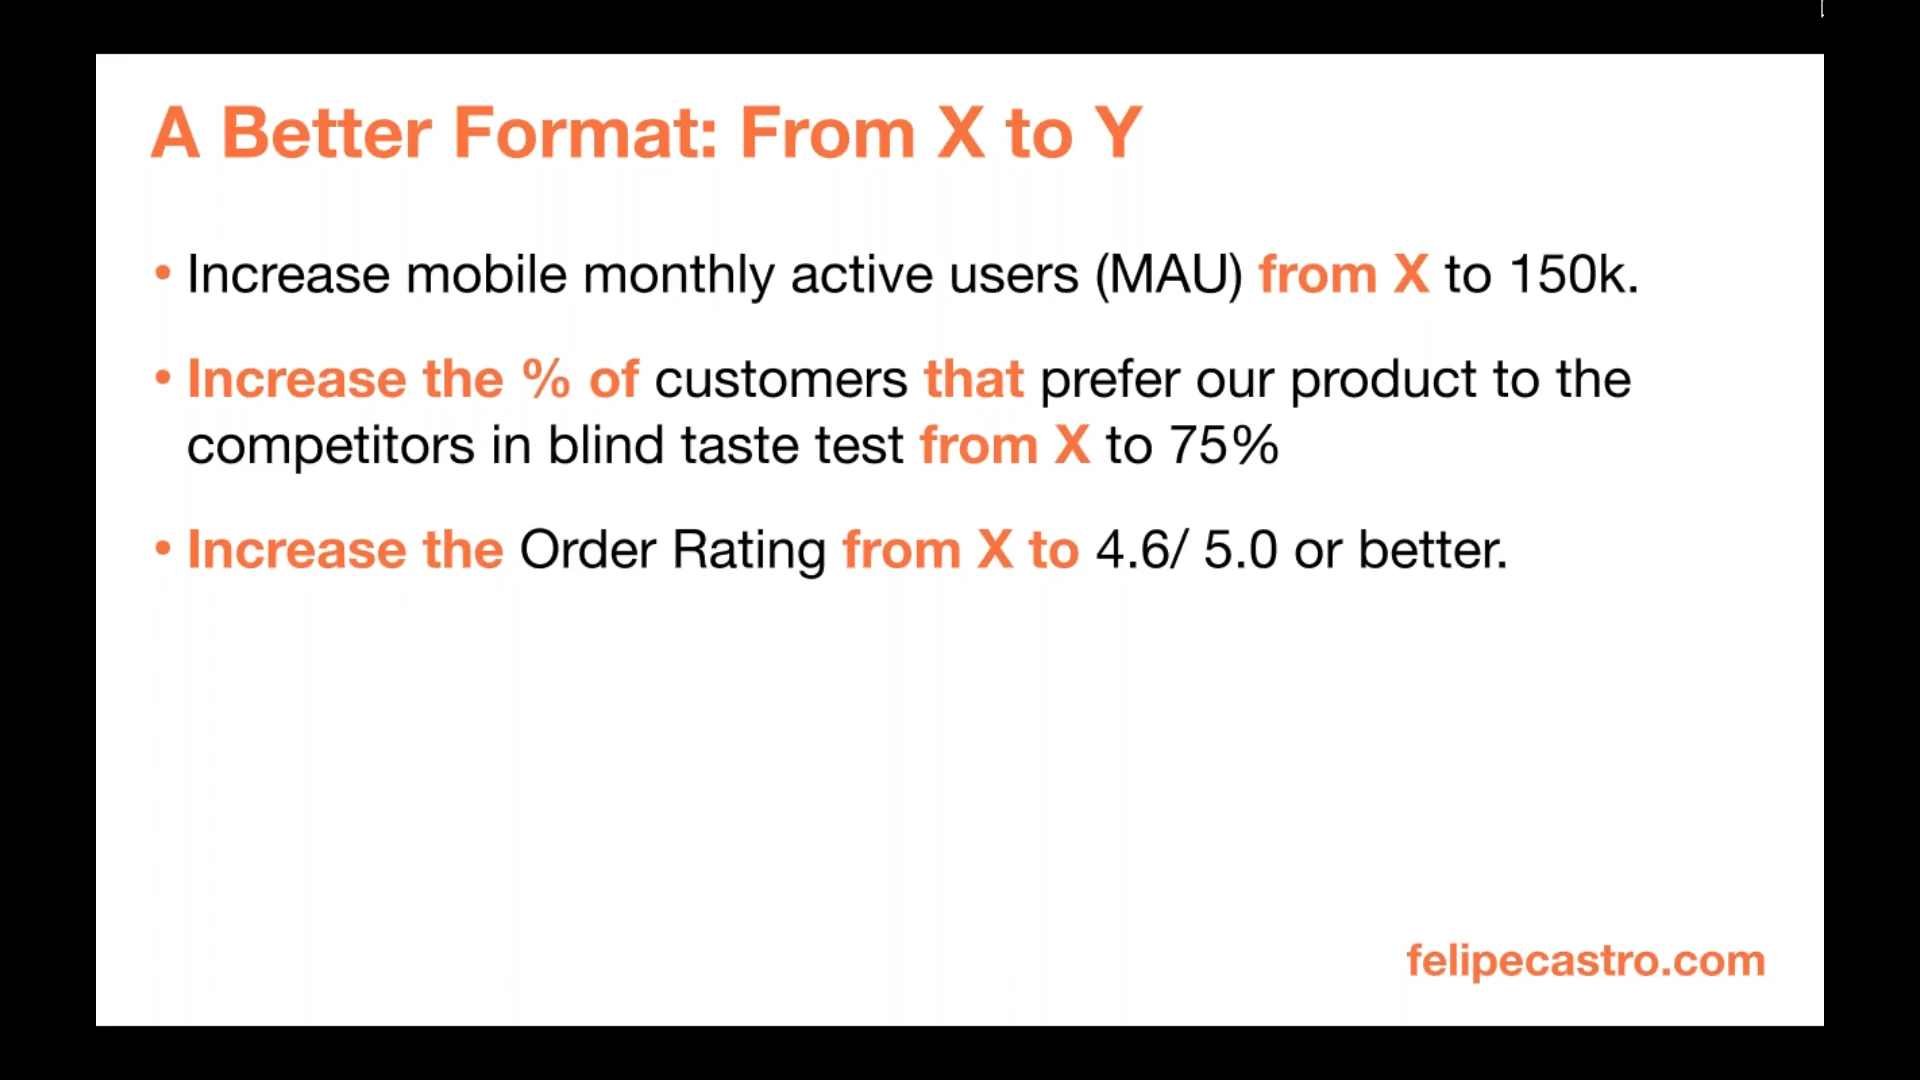 A Better Format: From X to Y
• Increase mobile monthly active users (MAU) from X to 150k.
• Increase the % of customers that prefer our product to the
competitors in blind taste test from X to 75%
• Increase the Order Rating from X to 4.6/ 5.0 or better.
felipecastro.com